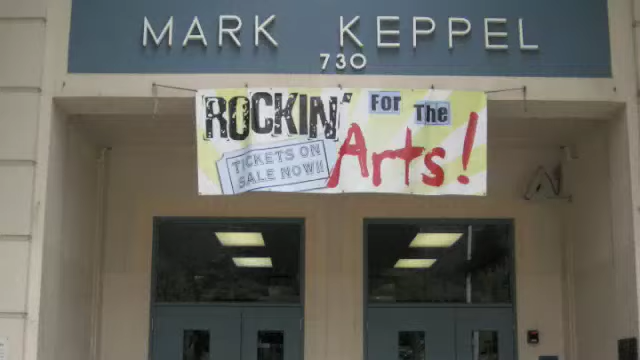 MARK KEPPEL
730
ROCKIN' FOR THE
Arts!
TICKETS ON
SALE NOW!!